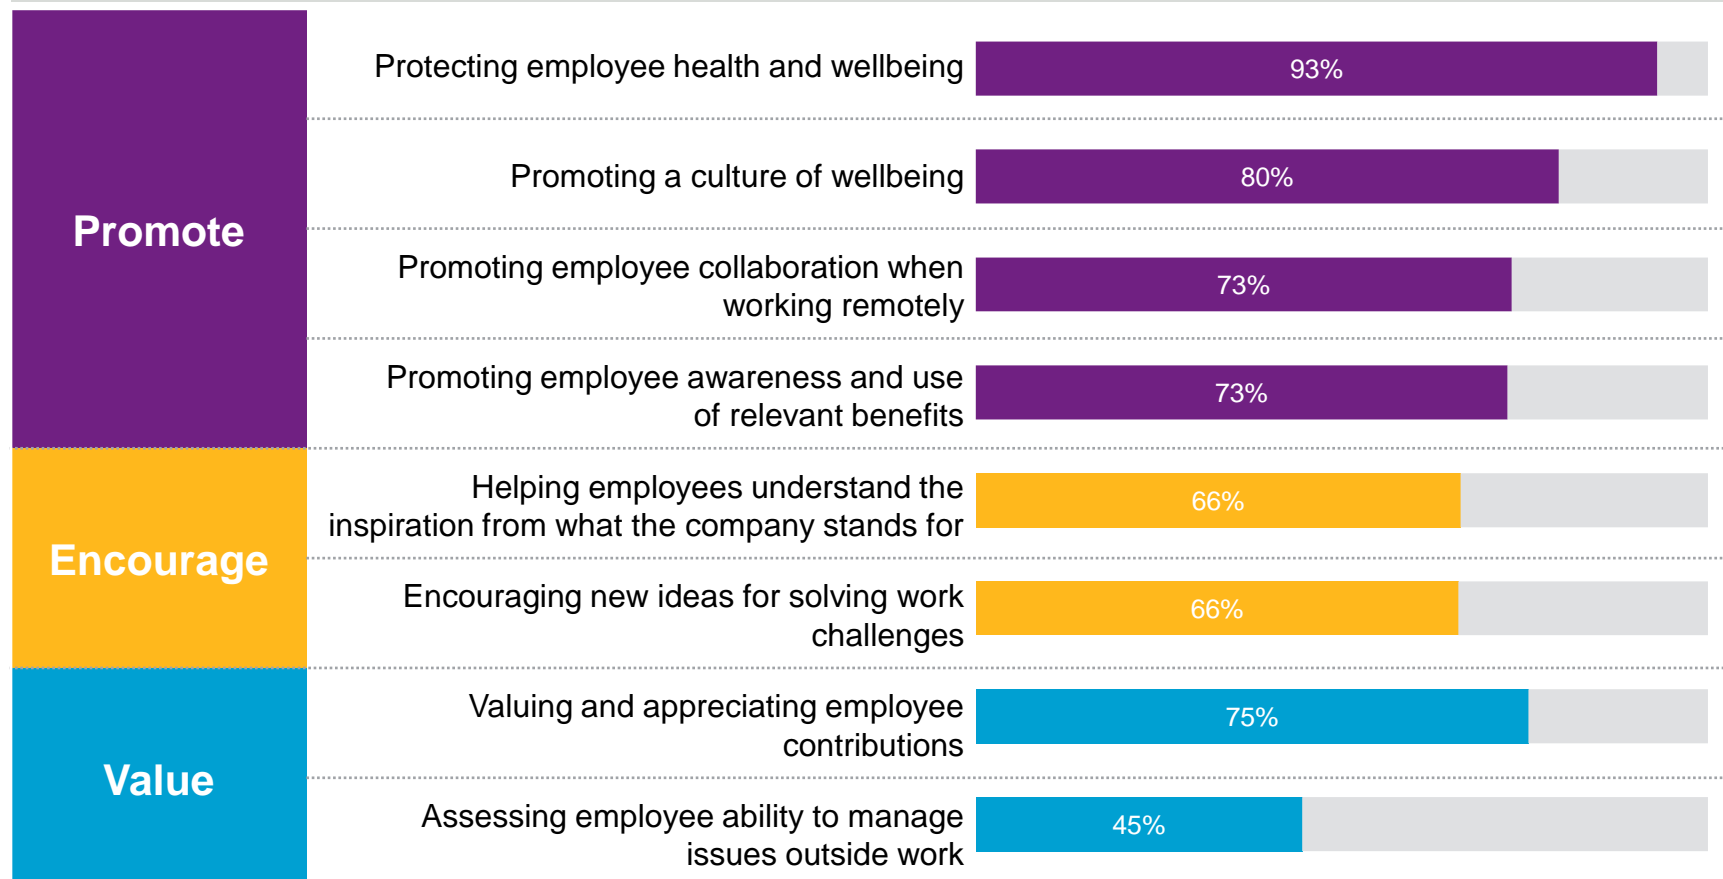 Promote
Protecting employee health and wellbeing
93%
Promoting a culture of wellbeing
80%
Promoting employee collaboration when
working remotely
73%
Promoting employee awareness and use
of relevant benefits
73%
Encourage
Helping employees understand the
inspiration from what the company stands for
66%
Encouraging new ideas for solving work
challenges
66%
Value
Valuing and appreciating employee
contributions
75%
Assessing employee ability to manage
issues outside work
45%